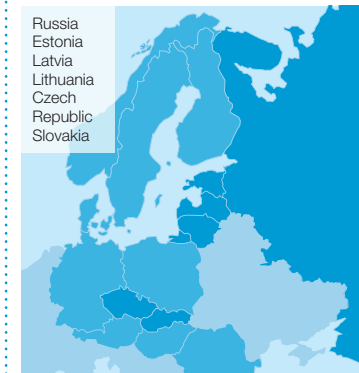 Russia
Estonia
Latvia
Lithuania
Czech
Republic
Slovakia